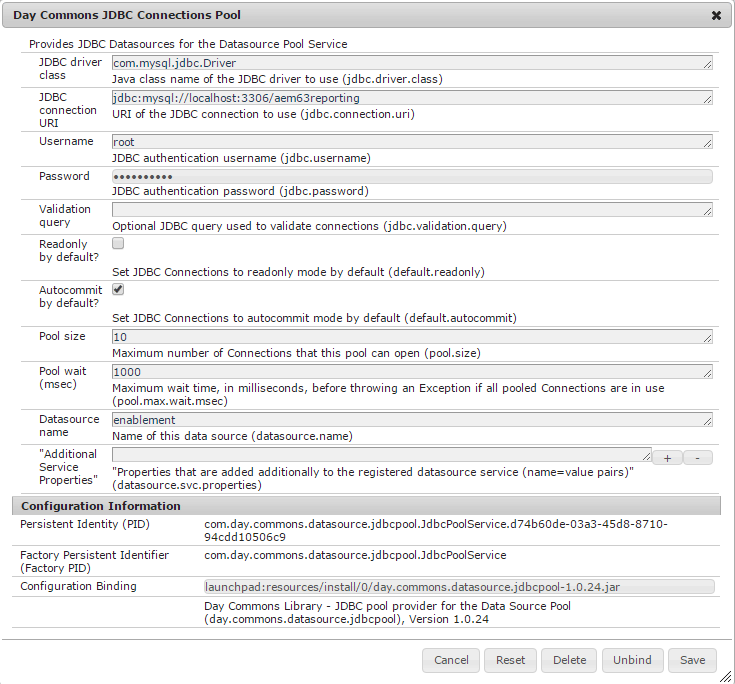 Day Commons JDBC Connections Pool
Provides JDBC Datasources for the Datasource Pool Service
JDBC driver
class
com.mysql.jdbc.Driver
Java class name of the JDBC driver to use (jdbc.driver.class)
JDBC
connection
URI
jdbc:mysql://localhost:3306/aem63reporting
URI of the JDBC connection to use (jdbc.connection.uri)
Username
root
JDBC authentication username (jdbc.username)
Password
••••••••••
JDBC authentication password (jdbc.password)
Validation
query
Optional JDBC query used to validate connections (jdbc.validation.query)
Readonly
by default?
Set JDBC Connections to readonly mode by default (default.readonly)
Autocommit
by default?
Set JDBC Connections to autocommit mode by default (default.autocommit)
Pool size
10
Maximum number of Connections that this pool can open (pool.size)
Pool wait
(msec)
1000
Maximum wait time, in milliseconds, before throwing an Exception if all pooled Connections are in use
(pool.max.wait.msec)
Datasource
name
enablement
Name of this data source (datasource.name)
"Additional
Service
Properties"
+ -
"Properties that are added additionally to the registered datasource service (name=value pairs)"
(datasource.svc.properties)
Configuration Information
Persistent Identity (PID)
com.day.commons.datasource.jdbcpool.JdbcPoolService.d74b60de-03a3-45d8-8710-
94cdd10506c9
Factory Persistent Identifier
(Factory PID)
com.day.commons.datasource.jdbcpool.JdbcPoolService
Configuration Binding
launchpad:resources/install/0/day.commons.datasource.jdbcpool-1.0.24.jar
Day Commons Library - JDBC pool provider for the Data Source Pool
(day.commons.datasource.jdbcpool), Version 1.0.24
Cancel Reset Delete Unbind Save